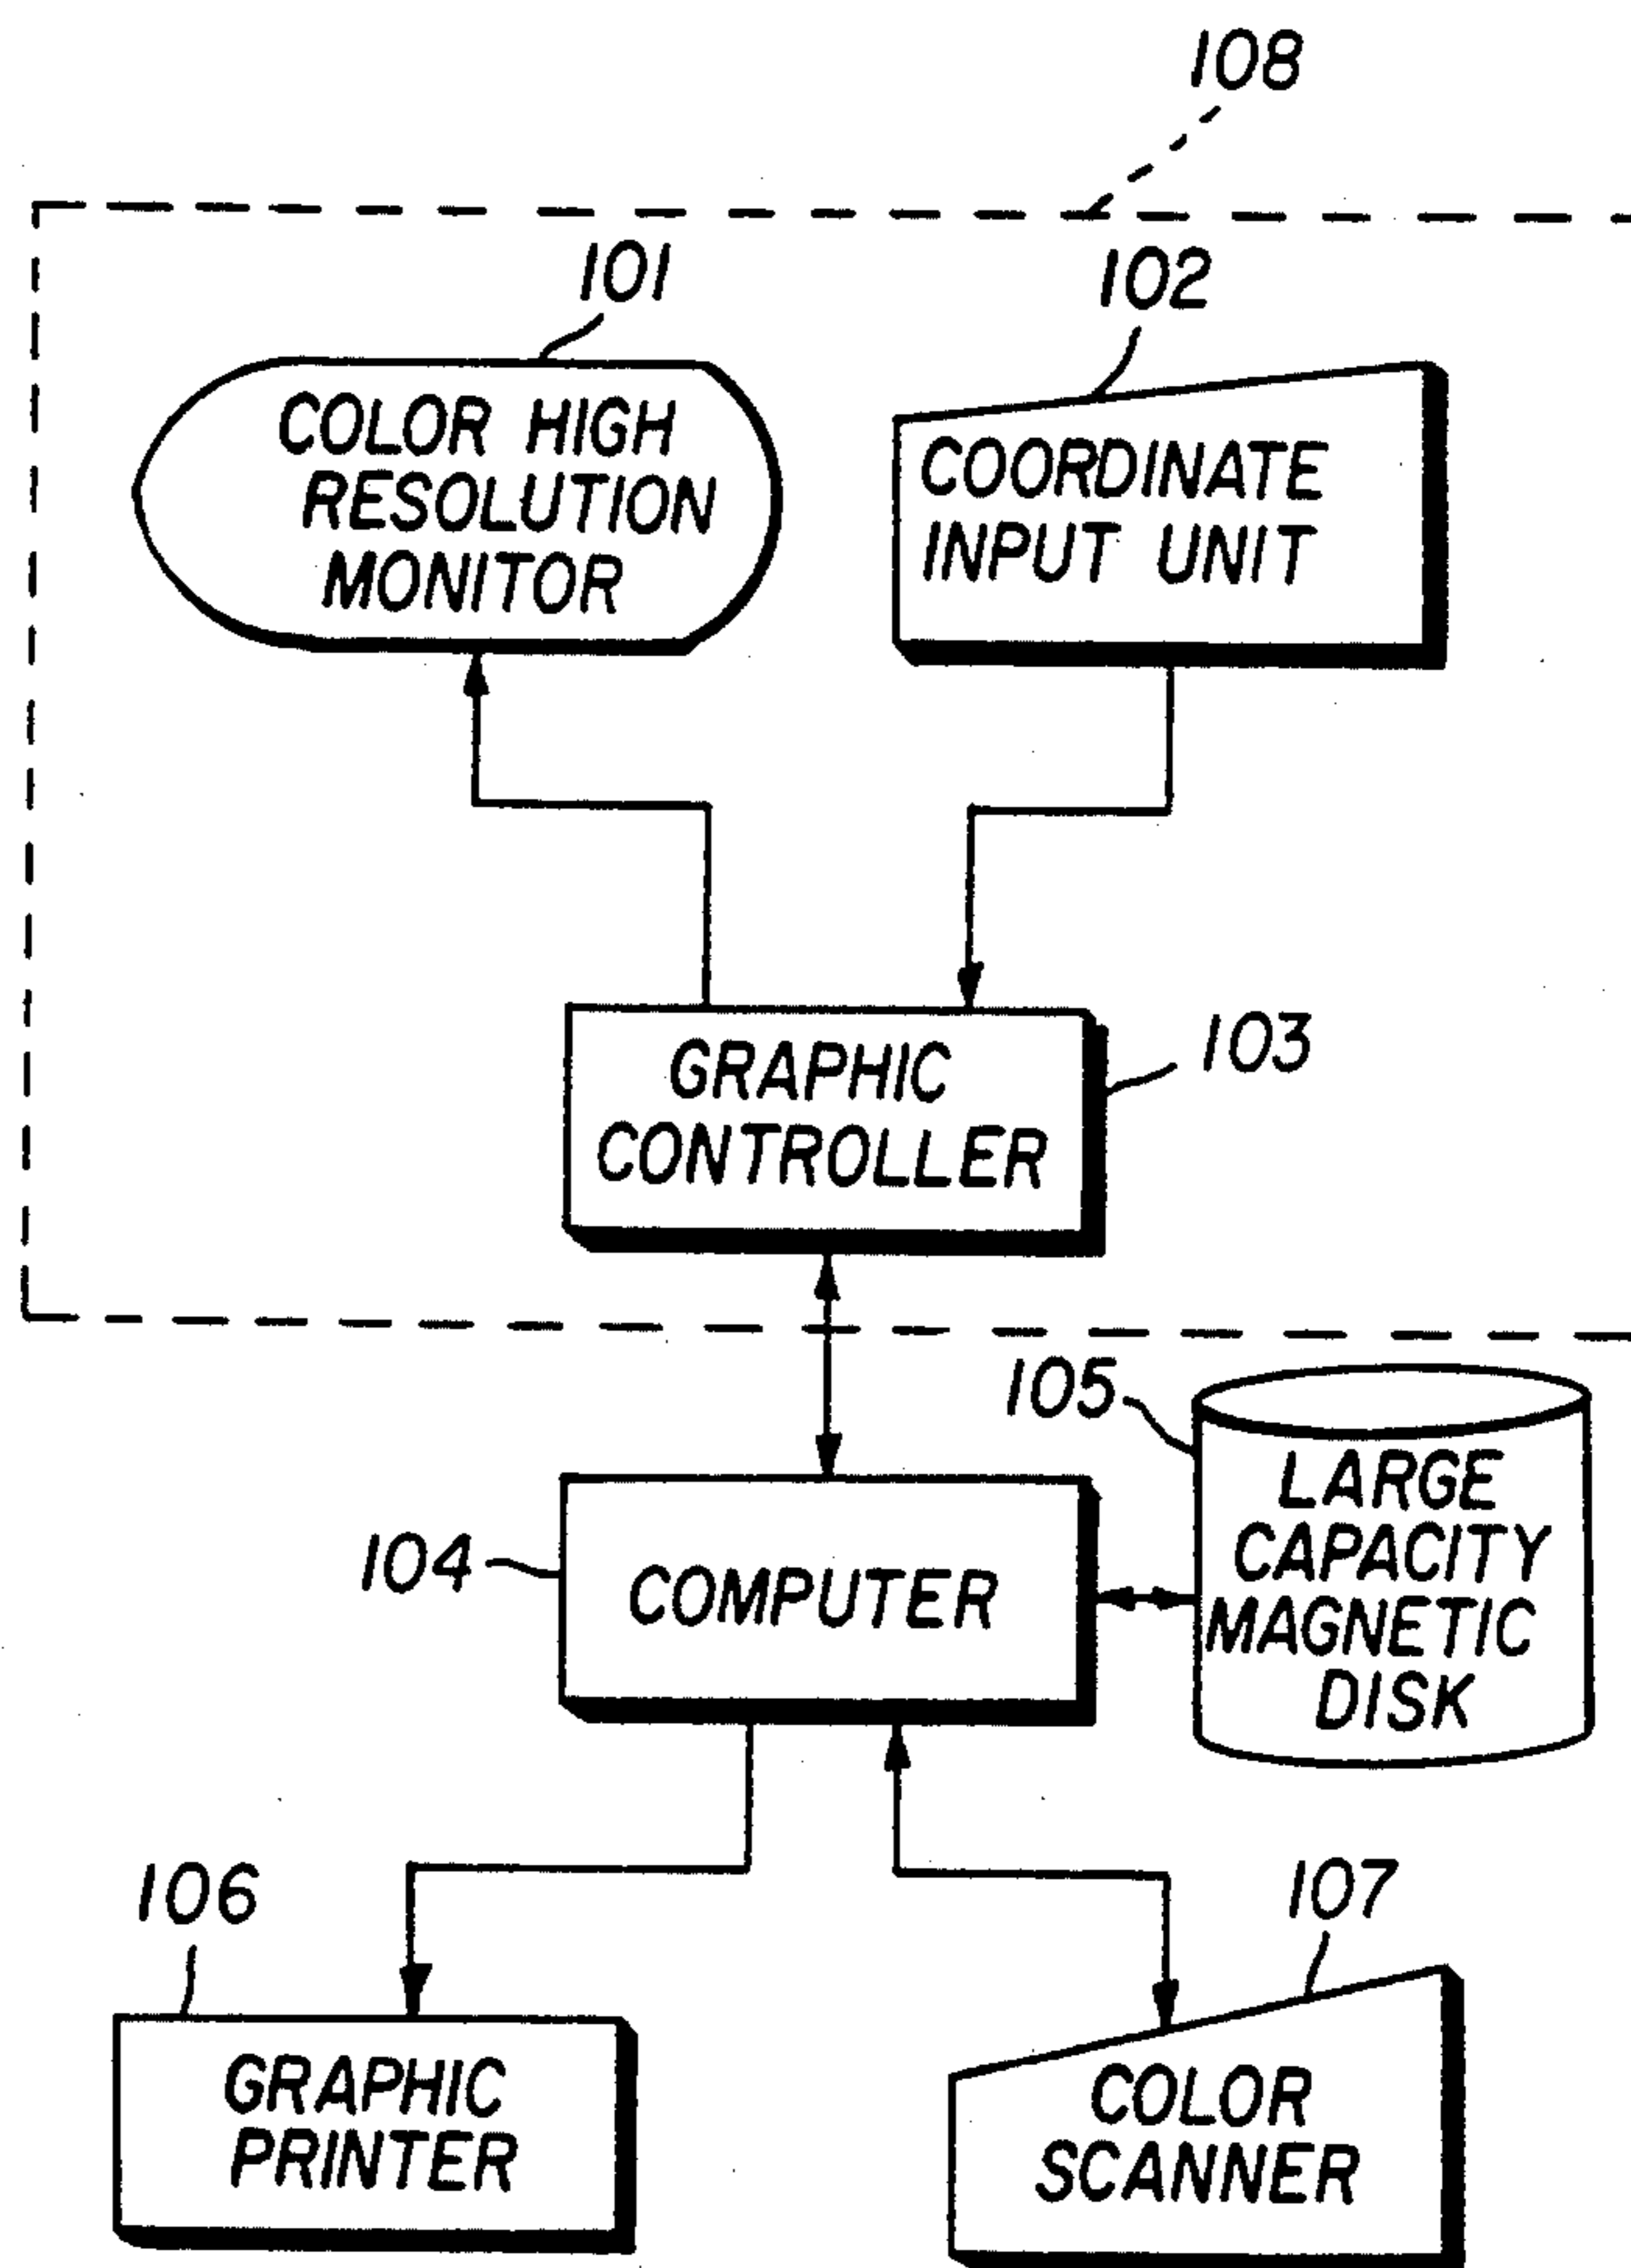 108
101
102
COLOR HIGH
RESOLUTION
MONITOR
COORDINATE
INPUT UNIT
GRAPHIC
CONTROLLER
103
105
LARGE
CAPACITY
MAGNETIC
DISK
104
COMPUTER
106
107
GRAPHIC
PRINTER
COLOR
SCANNER